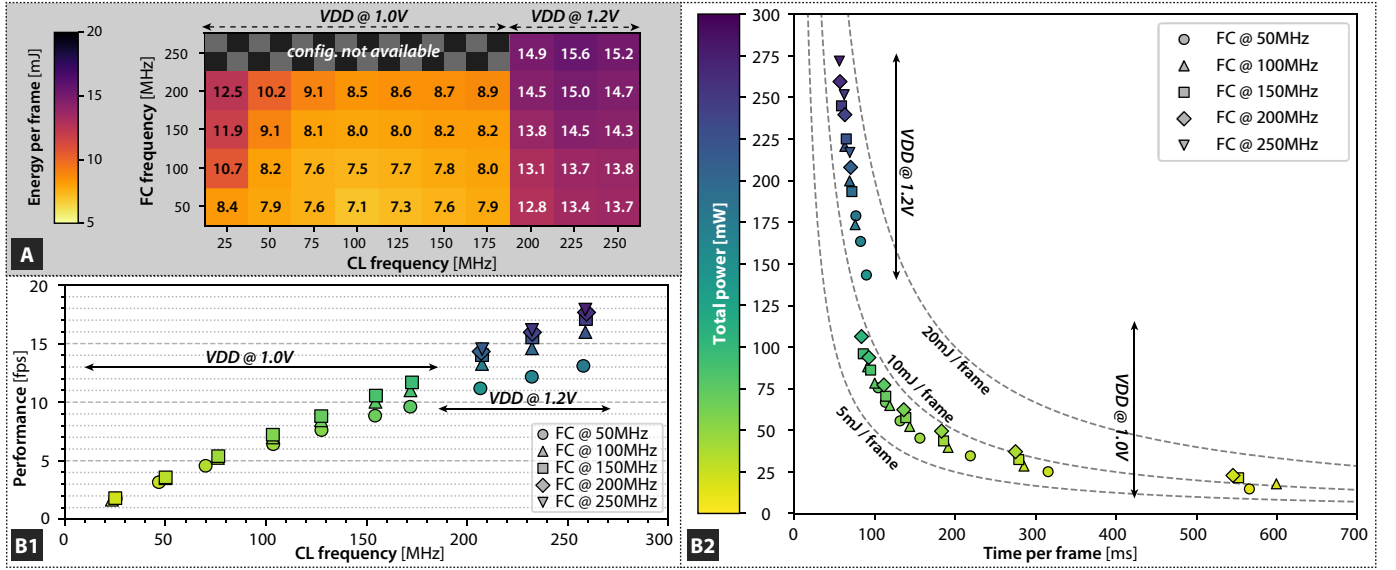 VDD @ 1.0V VDD @ 1.2V
Energy per frame [mJ]
20
15
10
5
FC frequency [MHz]
250 config. not available 14.9 15.6 15.2
200 12.5 10.2 9.1 8.5 8.6 8.7 8.9 14.5 15.0 14.7
150 11.9 9.1 8.1 8.0 8.0 8.2 8.2 13.8 14.5 14.3
100 10.7 8.2 7.6 7.5 7.7 7.8 8.0 13.1 13.7 13.8
50 8.4 7.9 7.6 7.1 7.3 7.6 7.9 12.8 13.4 13.7
25 50 75 100 125 150 175 200 225 250
CL frequency [MHz]
A
Performance [fps]
20
15
10
5
0
VDD @ 1.0V
VDD @ 1.2V
FC @ 50MHz
FC @ 100MHz
FC @ 150MHz
FC @ 200MHz
FC @ 250MHz
0 50 100 150 200 250 300
CL frequency [MHz]
B1
Total power [mW]
300
275
250
225
200
175
150
125
100
75
50
25
0
FC @ 50MHz
FC @ 100MHz
FC @ 150MHz
FC @ 200MHz
FC @ 250MHz
VDD @ 1.2V
VDD @ 1.0V
20mJ / frame
10mJ / frame
5mJ / frame
0 100 200 300 400 500 600 700
Time per frame [ms]
B2